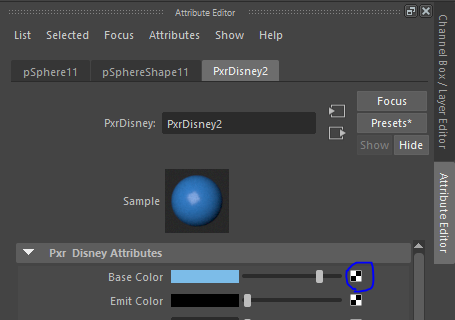 Attribute Editor
List Selected Focus Attributes Show Help
pSphere11 pSphereShape11 PxrDisney2
Focus
PxrDisney: PxrDisney2
Presets*
Show Hide
Sample
Pxr Disney Attributes
Base Color
Emit Color
Channel Box / Layer Editor
Attribute Editor